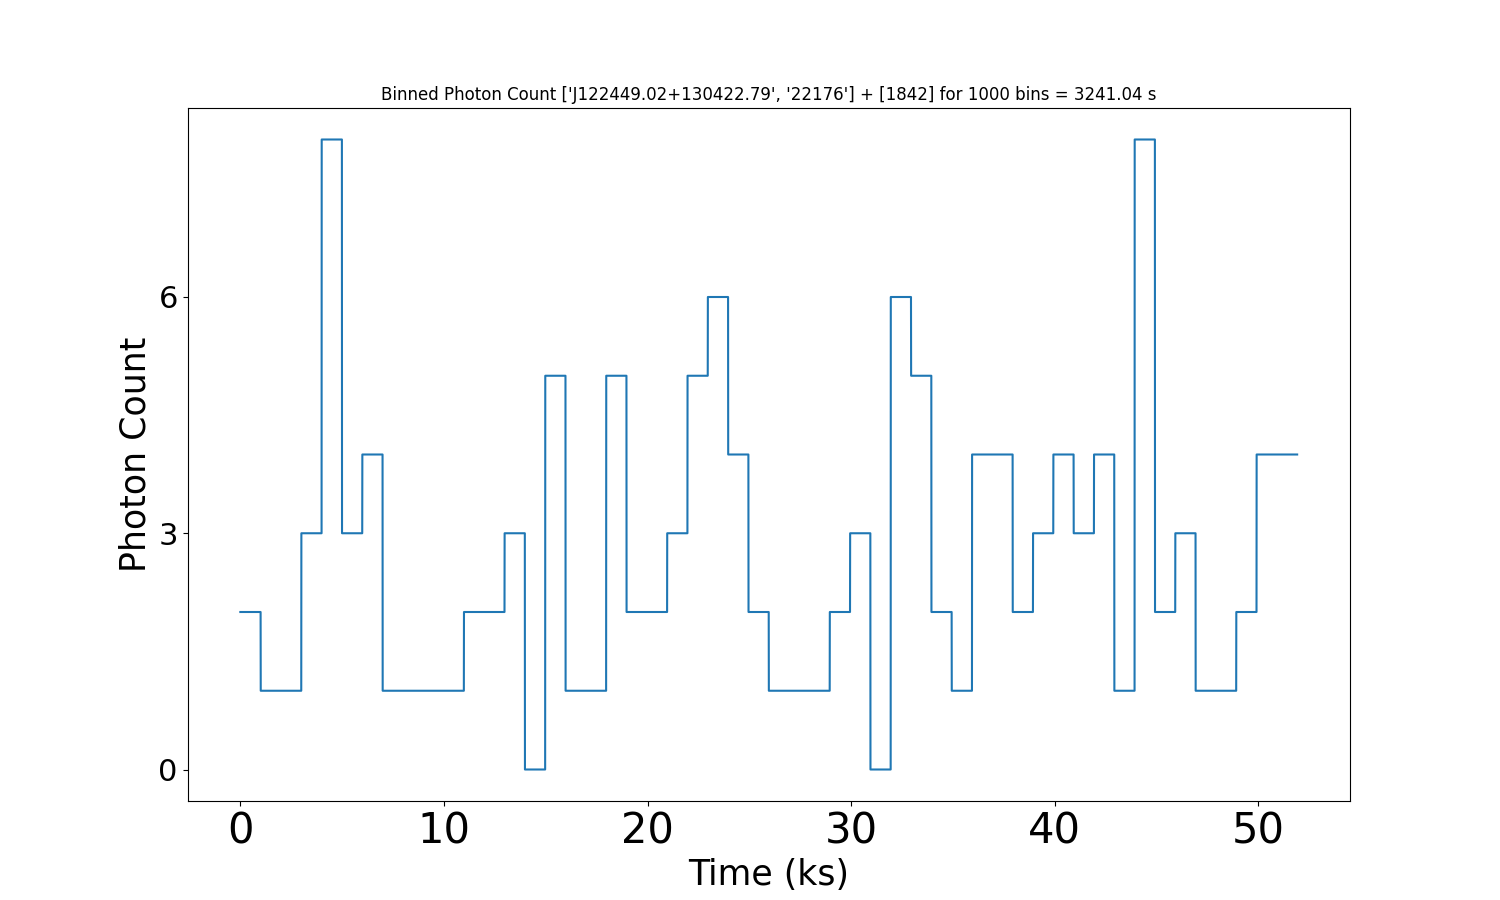 Binned Photon Count ['J122449.02+130422.79', '22176'] + [1842] for 1000 bins = 3241.04 s
Photon Count
6
3
0
0 10 20 30 40 50
Time (ks)